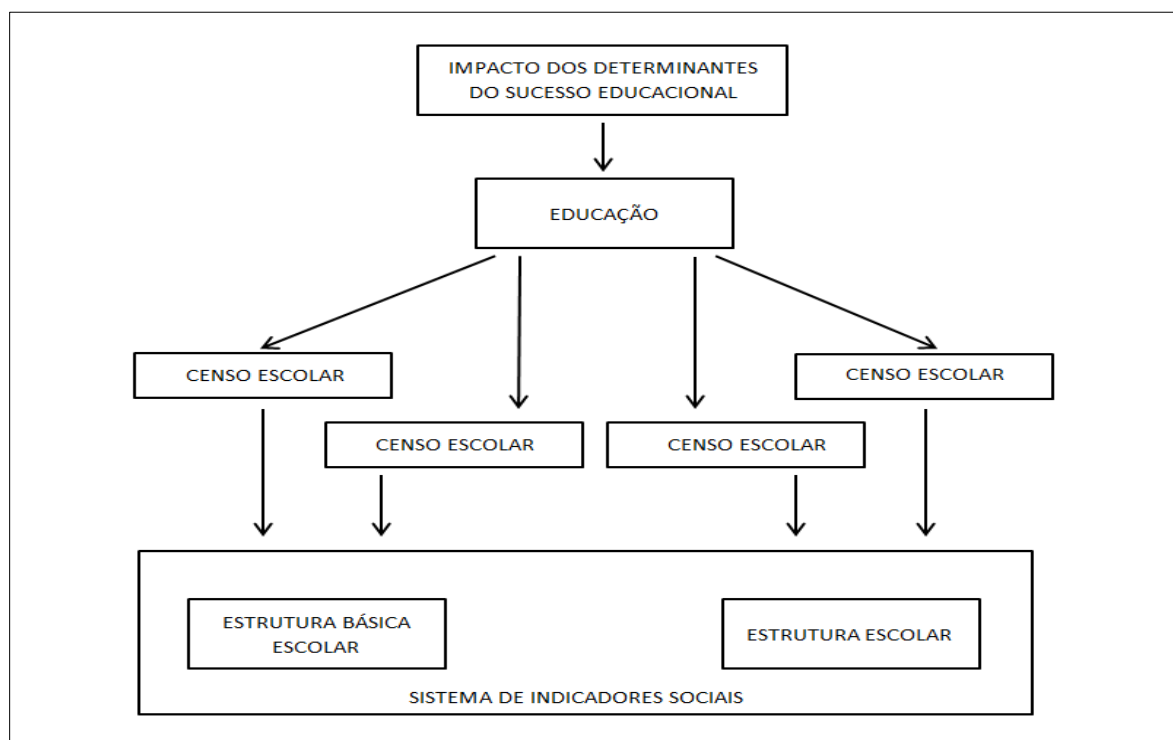 IMPACTO DOS DETERMINANTES
DO SUCESSO EDUCACIONAL
EDUCAÇÃO
CENSO ESCOLAR
CENSO ESCOLAR
CENSO ESCOLAR
CENSO ESCOLAR
ESTRUTURA BÁSICA
ESCOLAR
ESTRUTURA ESCOLAR
SISTEMA DE INDICADORES SOCIAIS